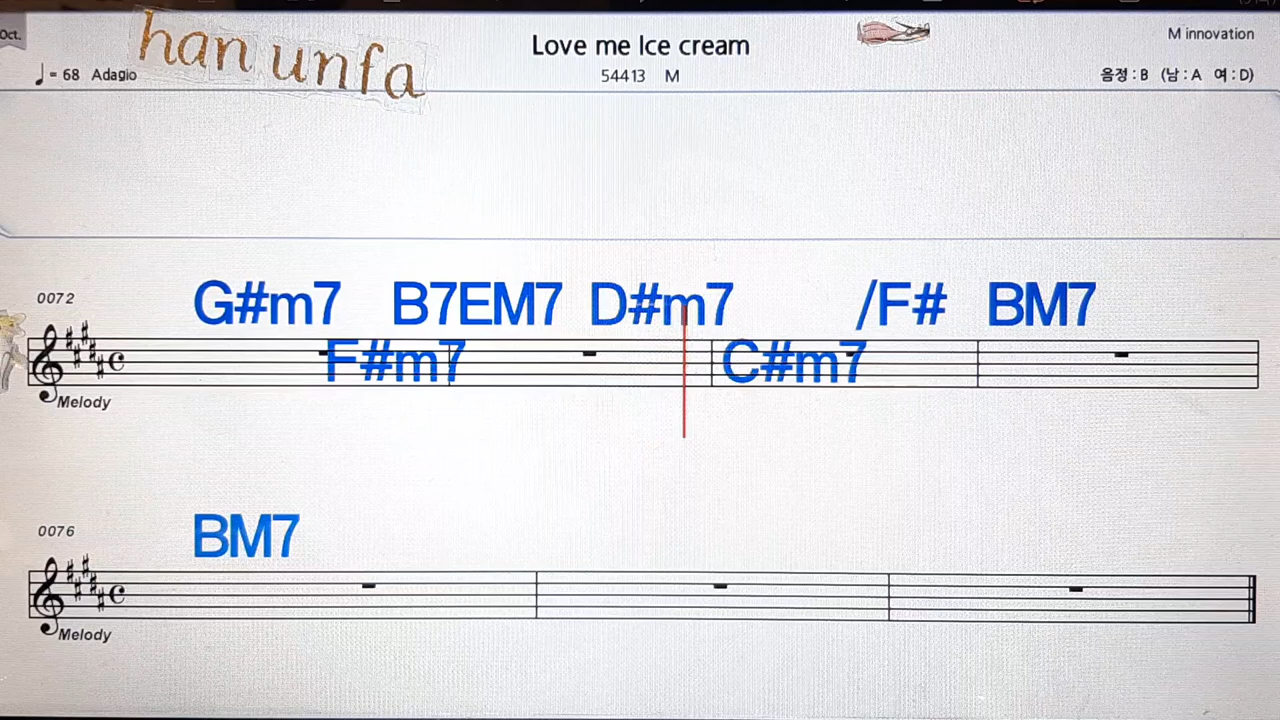 Oct.
han unfa
Love me Ice cream
M innovation
♩= 68 Adagio
54413 M
음정 : B (남 : A 여 : D)
0072
G#m7 B7EM7 D#m7 /F# BM7
F#m7 C#m7
Melody
0076
BM7
Melody